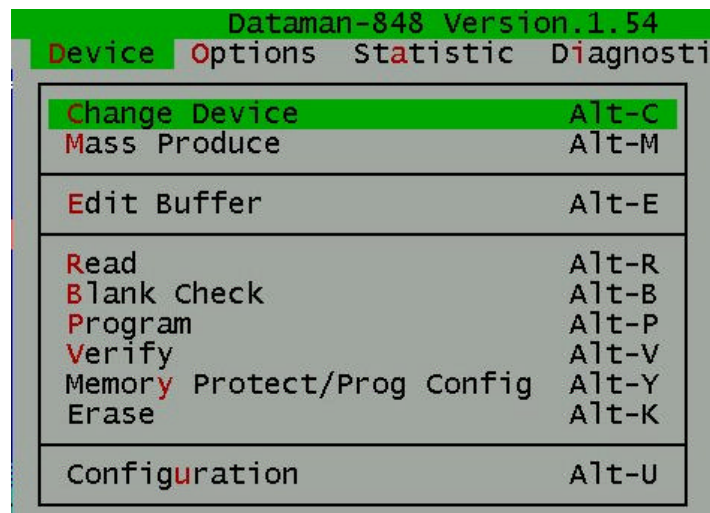 Dataman-848 Version.1.54
Device Options Statistic Diagnosti
Change Device Alt-C
Mass Produce Alt-M
Edit Buffer Alt-E
Read Alt-R
Blank Check Alt-B
Program Alt-P
Verify Alt-V
Memory Protect/Prog Config Alt-Y
Erase Alt-K
Configuration Alt-U